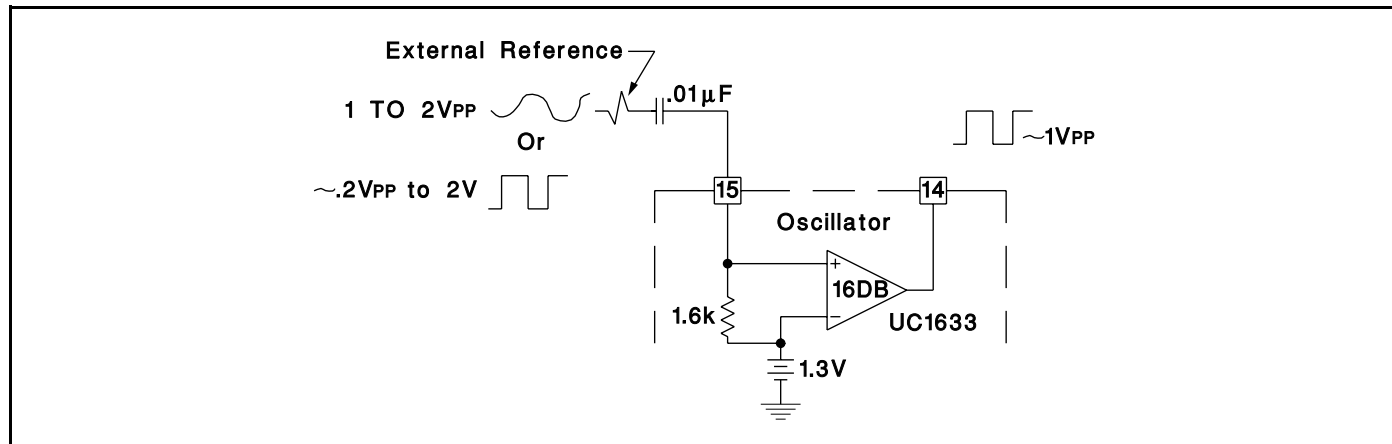 External Reference
.01µF
1 TO 2VPP
Or
~.2VPP to 2V
~1VPP
15
14
Oscillator
+
16DB
−
1.6k
UC1633
1.3V